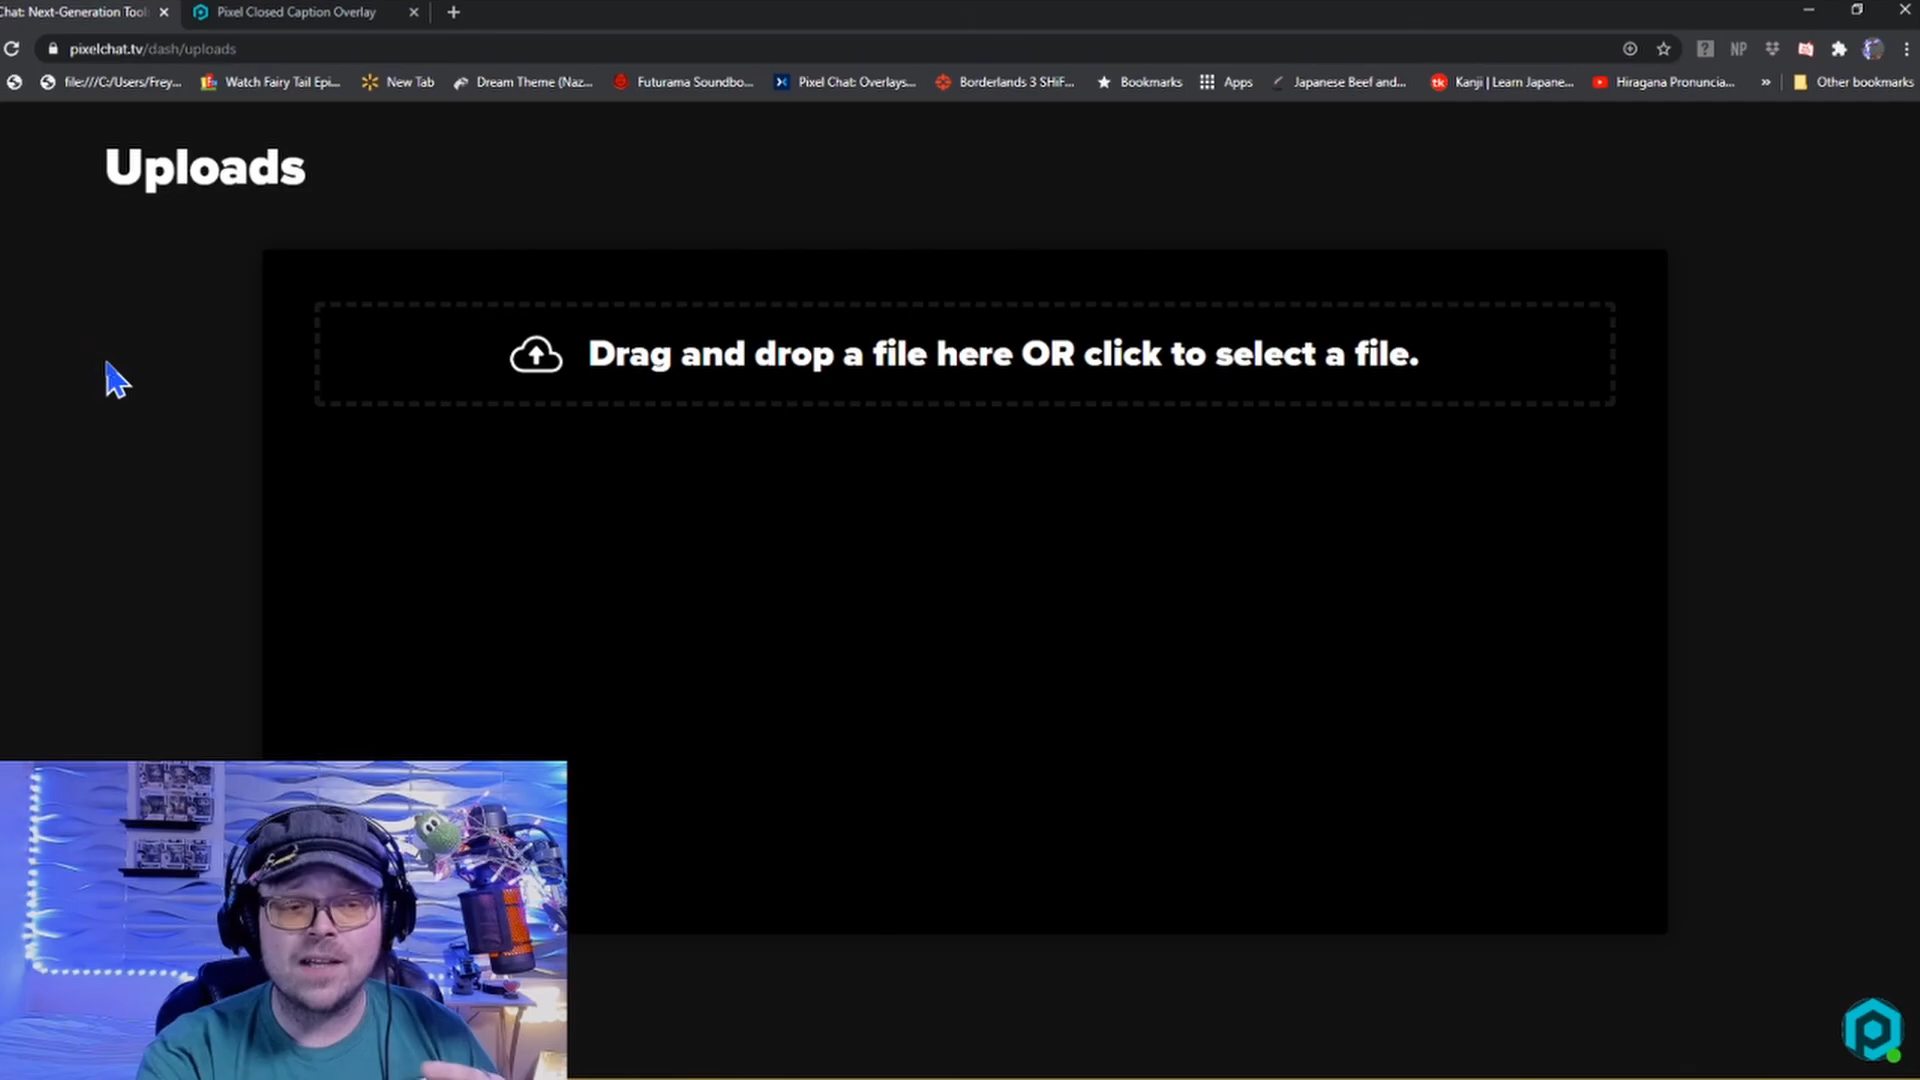 Chat: Next-Generation Tool
Pixel Closed Caption Overlay
pixelchat.tv/dash/uploads
NP
file:///C:/Users/Frey...
Watch Fairy Tail Epi...
New Tab
Dream Theme (Naz...
Futurama Soundbo...
Pixel Chat: Overlays...
Borderlands 3 SHiF...
Bookmarks
Apps
Japanese Beef and...
tk
Kanji | Learn Japane...
Hiragana Pronuncia...
»
Other bookmarks
Uploads
Drag and drop a file here OR click to select a file.